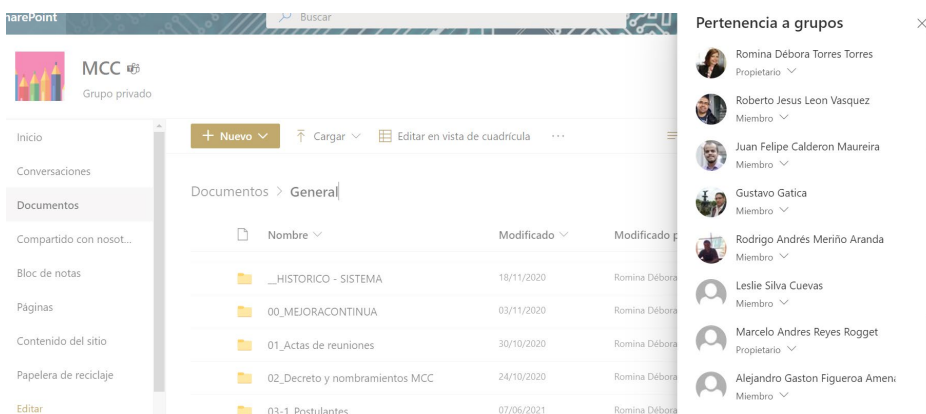 arePoint
Buscar
MCC
Grupo privado
Inicio
Conversaciones
Documentos
Compartido con nosot...
Bloc de notas
Páginas
Contenido del sitio
Papelera de reciclaje
Editar
+ Nuevo
Cargar
Editar en vista de cuadrícula
...
Documentos > General
Nombre Modificado Modificado p
__HISTORICO - SISTEMA 18/11/2020 Romina Débora
00_MEJORACONTINUA 03/11/2020 Romina Débora
01_Actas de reuniones 30/10/2020 Romina Débora
02_Decreto y nombramientos MCC 24/10/2020 Romina Débora
03-1_Postulantes 07/06/2021 Romina Débora
Pertenencia a grupos
Romina Débora Torres Torres
Propietario
Roberto Jesus Leon Vasquez
Miembro
Juan Felipe Calderon Maureira
Miembro
Gustavo Gatica
Miembro
Rodrigo Andrés Meriño Aranda
Miembro
Leslie Silva Cuevas
Miembro
Marcelo Andres Reyes Rogget
Propietario
Alejandro Gaston Figueroa Amena
Miembro